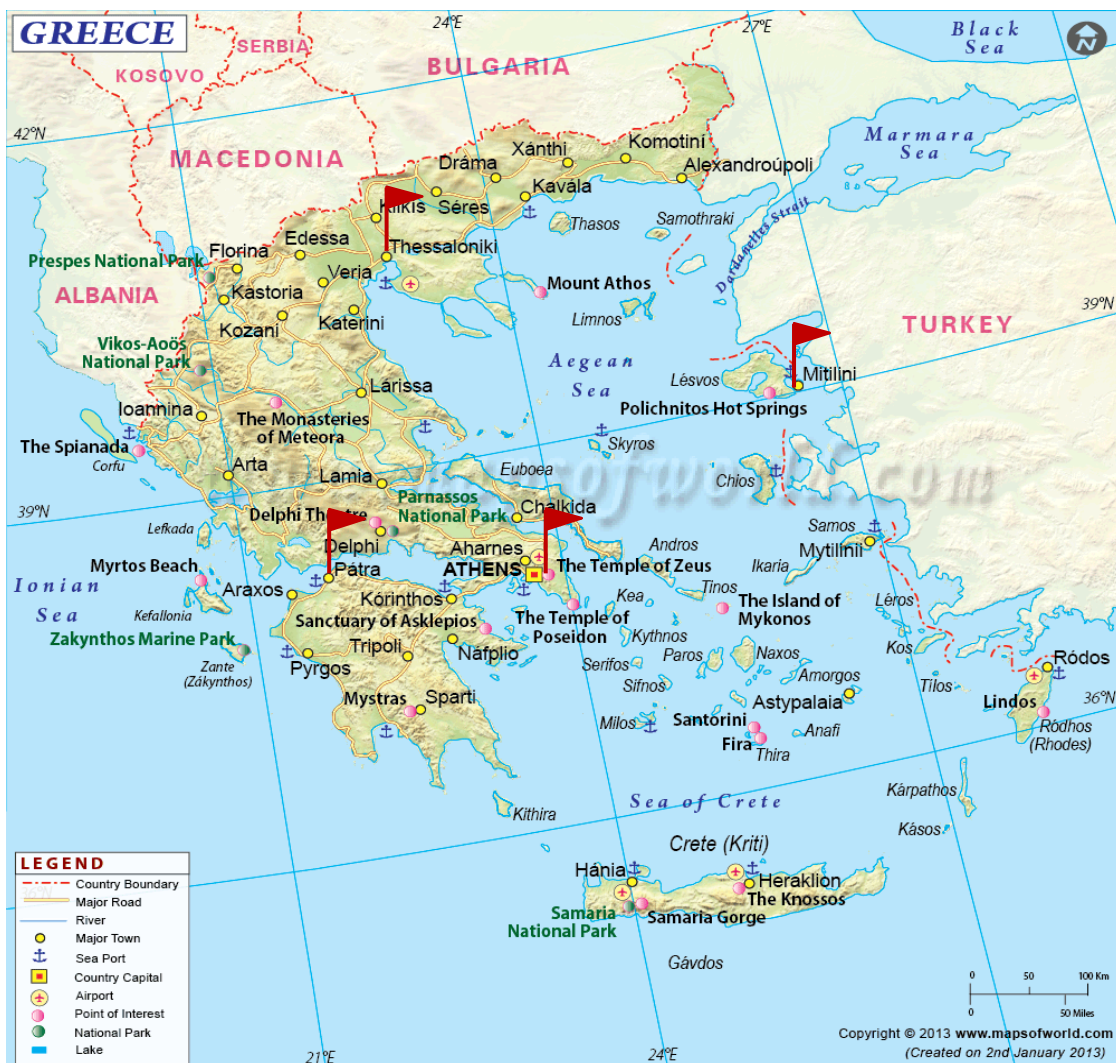 GREECE
24°E
27°E
Black
Sea
SERBIA
KOSOVO
BULGARIA
42°N
MACEDONIA
Marmara
Sea
Xánthi
Komotiní
Dráma
Alexandroúpoli
Kavála
Séres
Kilkis
Thasos
Samothraki
Dardanelles Strait
Edessa
Florina
Thessaloniki
Prespes National Park
Veria
Mount Athos
ALBANIA
Kastoria
Katerini
Kozani
Limnos
39°N
TURKEY
Vikos-Aoös
National Park
Aegean
Sea
Lésvos
Mitilini
Lárissa
Polichnitos Hot Springs
Ioannina
The Monasteries
of Meteora
The Spianada
Corfu
Skyros
Arta
Lamia
Euboea
Chios
mapsofworld.com
39°N
Parnassos
National Park
Chalkida
Delphi Theatre
Lefkada
Delphi
Samos
Mytilinii
Aharnes
Andros
Myrtos Beach
Pátra
ATHENS
The Temple of Zeus
Ikaria
Ionian
Sea
Araxos
Tinos
Kefallonia
Kórinthos
Kea
The Island of
Mykonos
Léros
Sanctuary of Asklepios
The Temple of
Poseidon
Zakynthos Marine Park
Kythnos
Tripoli
Náfplio
Naxos
Kos
Pyrgos
Zante
(Zákynthos)
Serifos
Paros
Ródos
Sifnos
Amorgos
Tílos
Mystras
Sparti
Astypalaia
Lindos
36°N
Milos
Santorini
Fira
Anafi
Thira
Ródhos
(Rhodes)
Kithira
Sea of Crete
Kárpathos
Kásos
Crete (Kriti)
Hánia
Heraklion
The Knossos
Samaria
National Park
Samaria Gorge
Gávdos
LEGEND
Country Boundary
Major Road
River
Major Town
Sea Port
Country Capital
Airport
Point of Interest
National Park
Lake
21°E
24°E
0 50 100 Km
0 50 Miles
Copyright © 2013 www.mapsofworld.com
(Created on 2nd January 2013)